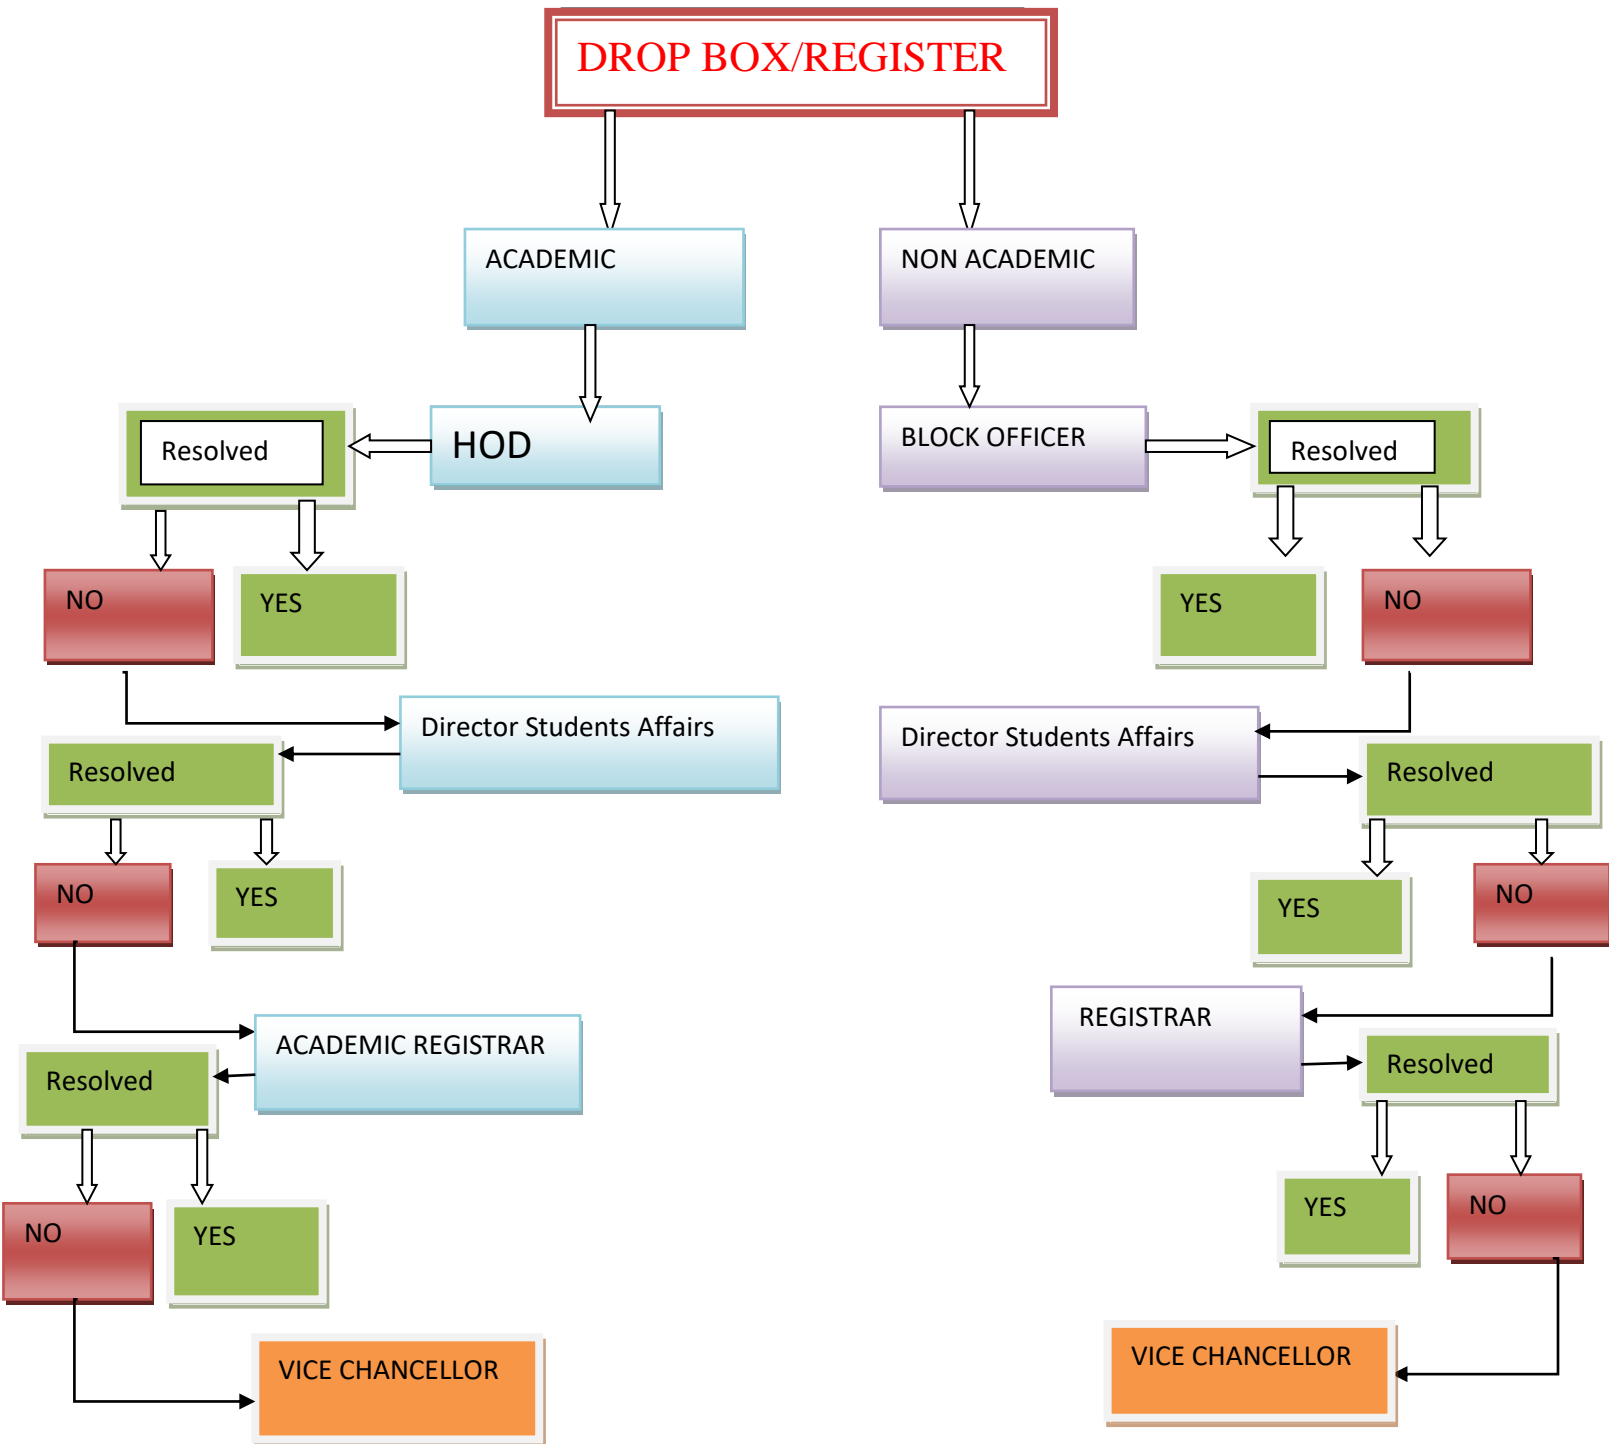 DROP BOX/REGISTER
ACADEMIC
NON ACADEMIC
Resolved
HOD
BLOCK OFFICER
Resolved
NO
YES
YES
NO
Director Students Affairs
Director Students Affairs
Resolved
Resolved
NO
YES
YES
NO
ACADEMIC REGISTRAR
REGISTRAR
Resolved
Resolved
NO
YES
YES
NO
VICE CHANCELLOR
VICE CHANCELLOR